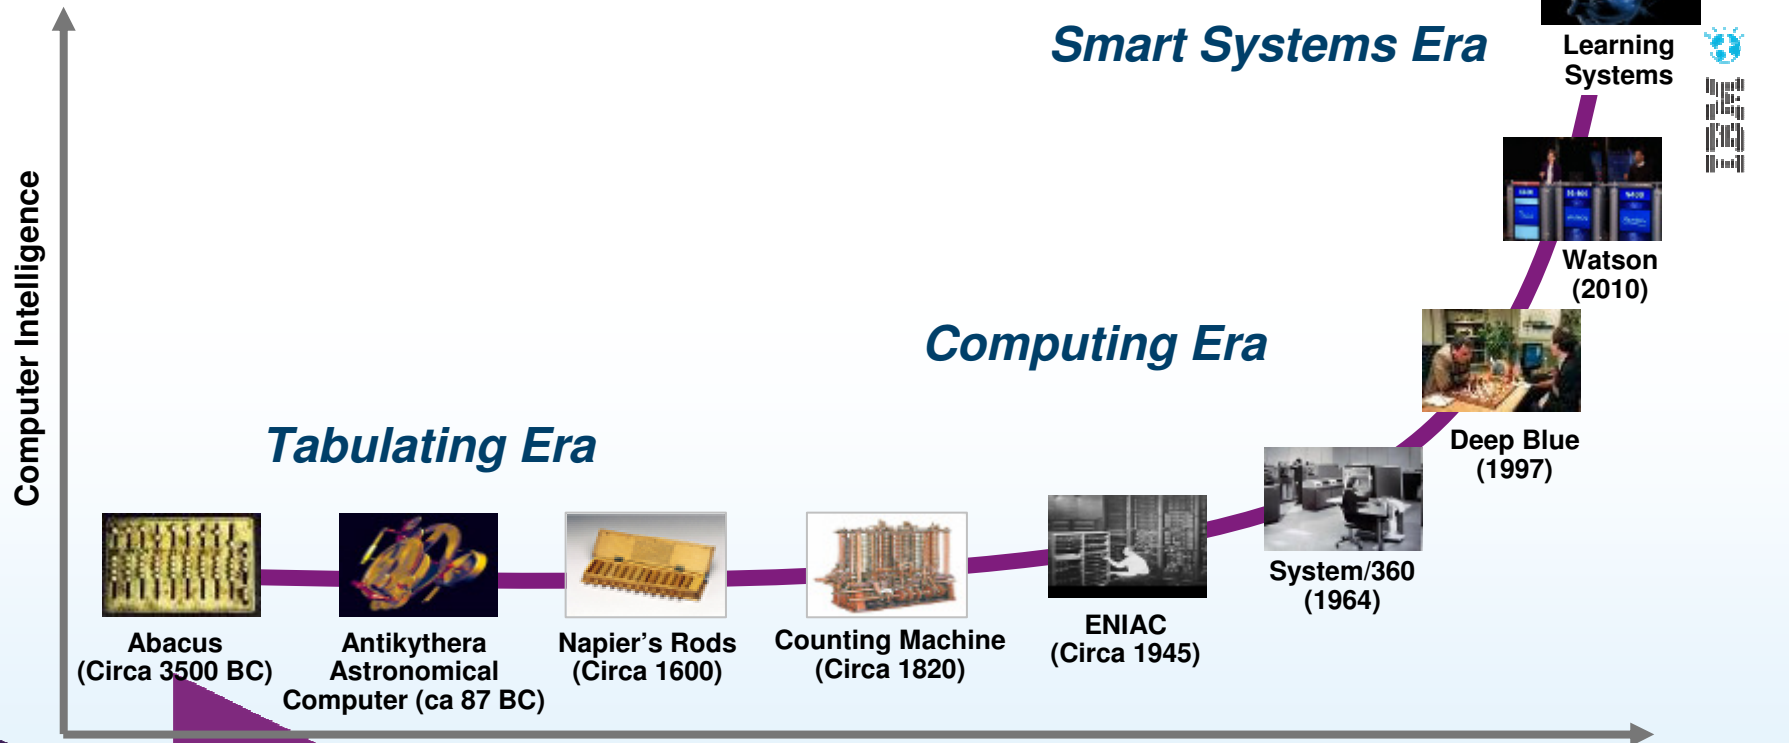 Smart Systems Era
Learning
Systems
IBM
Watson
(2010)
Computer Intelligence
Computing Era
Deep Blue
(1997)
Tabulating Era
System/360
(1964)
ENIAC
(Circa 1945)
Counting Machine
(Circa 1820)
Napier’s Rods
(Circa 1600)
Antikythera
Astronomical
Computer (ca 87 BC)
Abacus
(Circa 3500 BC)